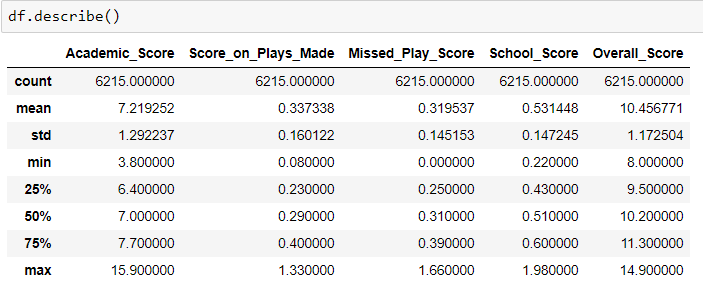 df.describe()
Academic_Score Score_on_Plays_Made Missed_Play_Score School_Score Overall_Score
count 6215.000000 6215.000000 6215.000000 6215.000000 6215.000000
mean 7.219252 0.337338 0.319537 0.531448 10.456771
std 1.292237 0.160122 0.145153 0.147245 1.172504
min 3.800000 0.080000 0.000000 0.220000 8.000000
25% 6.400000 0.230000 0.250000 0.430000 9.500000
50% 7.000000 0.290000 0.310000 0.510000 10.200000
75% 7.700000 0.400000 0.390000 0.600000 11.300000
max 15.900000 1.330000 1.660000 1.980000 14.900000